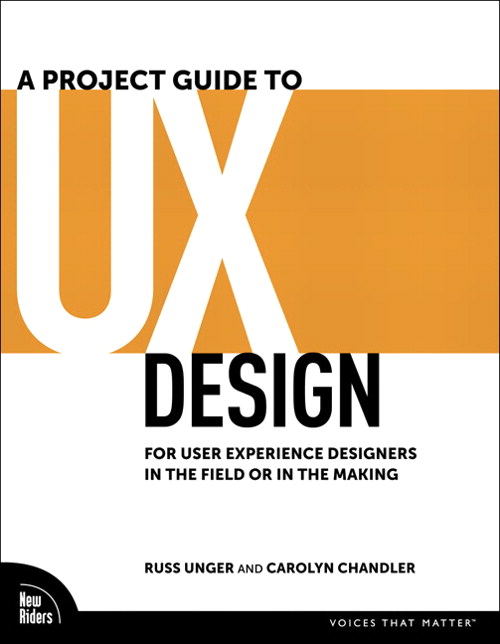 A PROJECT GUIDE TO
UX
DESIGN
FOR USER EXPERIENCE DESIGNERS
IN THE FIELD OR IN THE MAKING
RUSS UNGER AND CAROLYN CHANDLER
New
Riders
VOICES THAT MATTER™